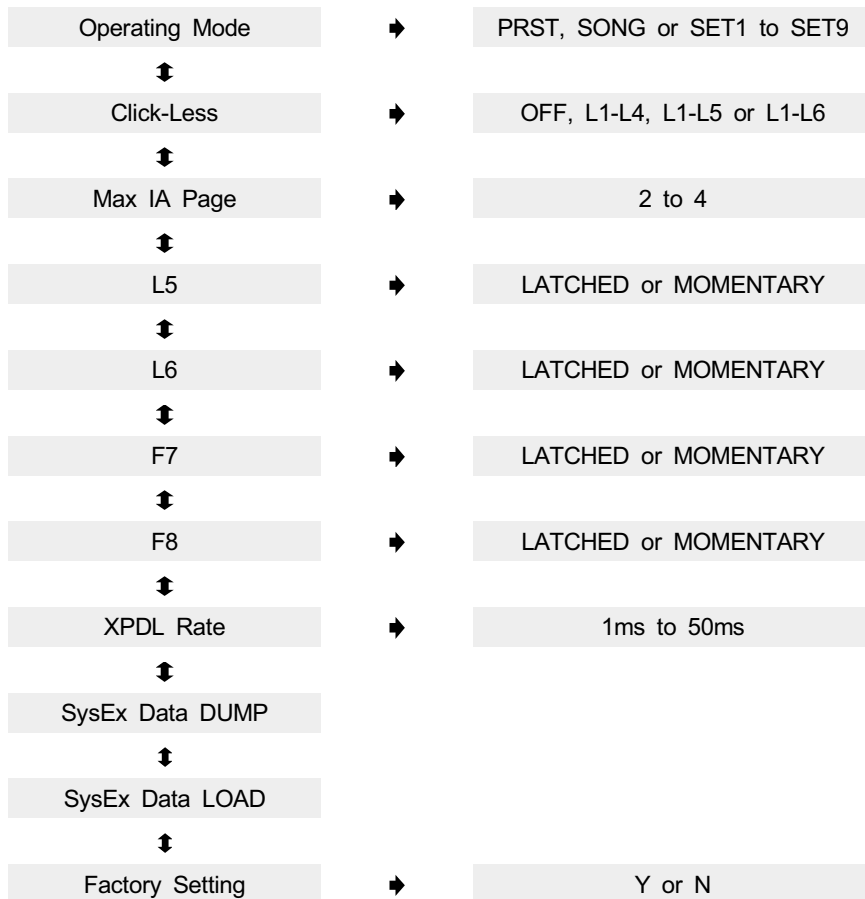 Operating Mode PRST, SONG or SET1 to SET9
Click-Less OFF, L1-L4, L1-L5 or L1-L6
Max IA Page 2 to 4
L5 LATCHED or MOMENTARY
L6 LATCHED or MOMENTARY
F7 LATCHED or MOMENTARY
F8 LATCHED or MOMENTARY
XPDL Rate 1ms to 50ms
SysEx Data DUMP
SysEx Data LOAD
Factory Setting Y or N